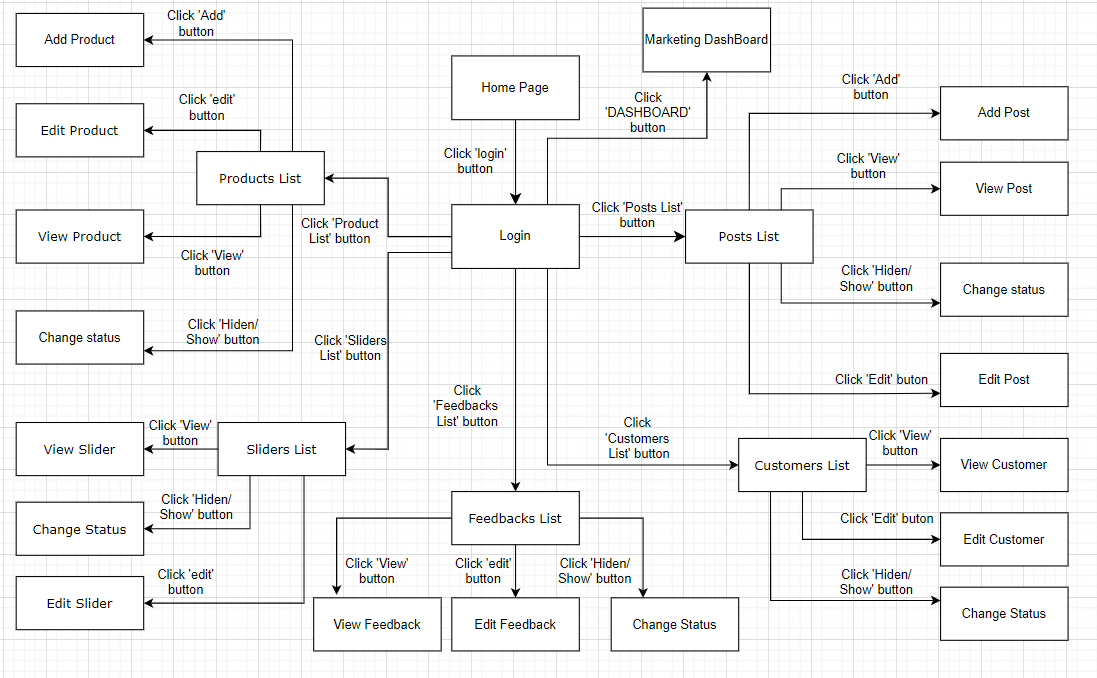 Click 'Add'
button
Add Product
Marketing DashBoard
Home Page
Click 'edit'
button
Edit Product
Click
'DASHBOARD'
button
Click 'Add'
button
Add Post
Click 'login'
button
Products List
Click 'View'
button
View Post
Click 'Product
List' button
Login
Click 'Posts List'
button
Posts List
View Product
Click 'View'
button
Click 'Hiden/
Show' button
Change status
Click 'Hiden/
Show' button
Change status
Click 'Sliders
List' button
Click 'Edit' buton
Edit Post
Click
'Feedbacks
List' button
Click
'Customers
List' button
View Slider
Click 'View'
button
Sliders List
Customers List
Click 'View'
button
View Customer
Click 'Hiden/
Show' button
Change Status
Feedbacks List
Click 'Edit' buton
Edit Customer
Click 'edit'
button
Edit Slider
Click 'View'
button
Click 'edit'
button
Click 'Hiden/
Show' button
Click 'Hiden/
Show' button
Change Status
View Feedback
Edit Feedback
Change Status